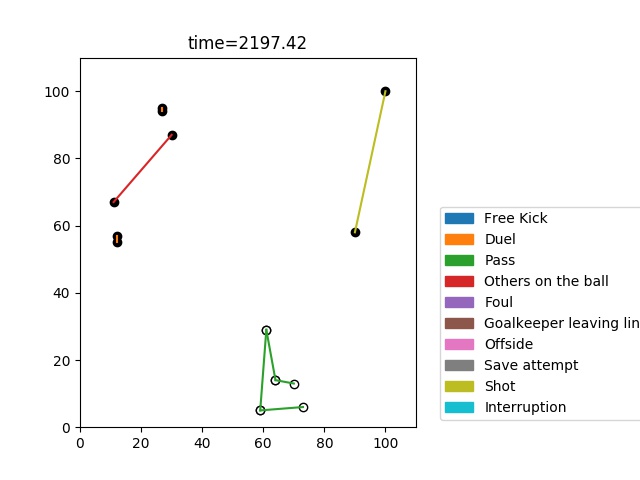 time=2197.42
100
80
60
40
20
0
0 20 40 60 80 100
Free Kick
Duel
Pass
Others on the ball
Foul
Goalkeeper leaving lin
Offside
Save attempt
Shot
Interruption